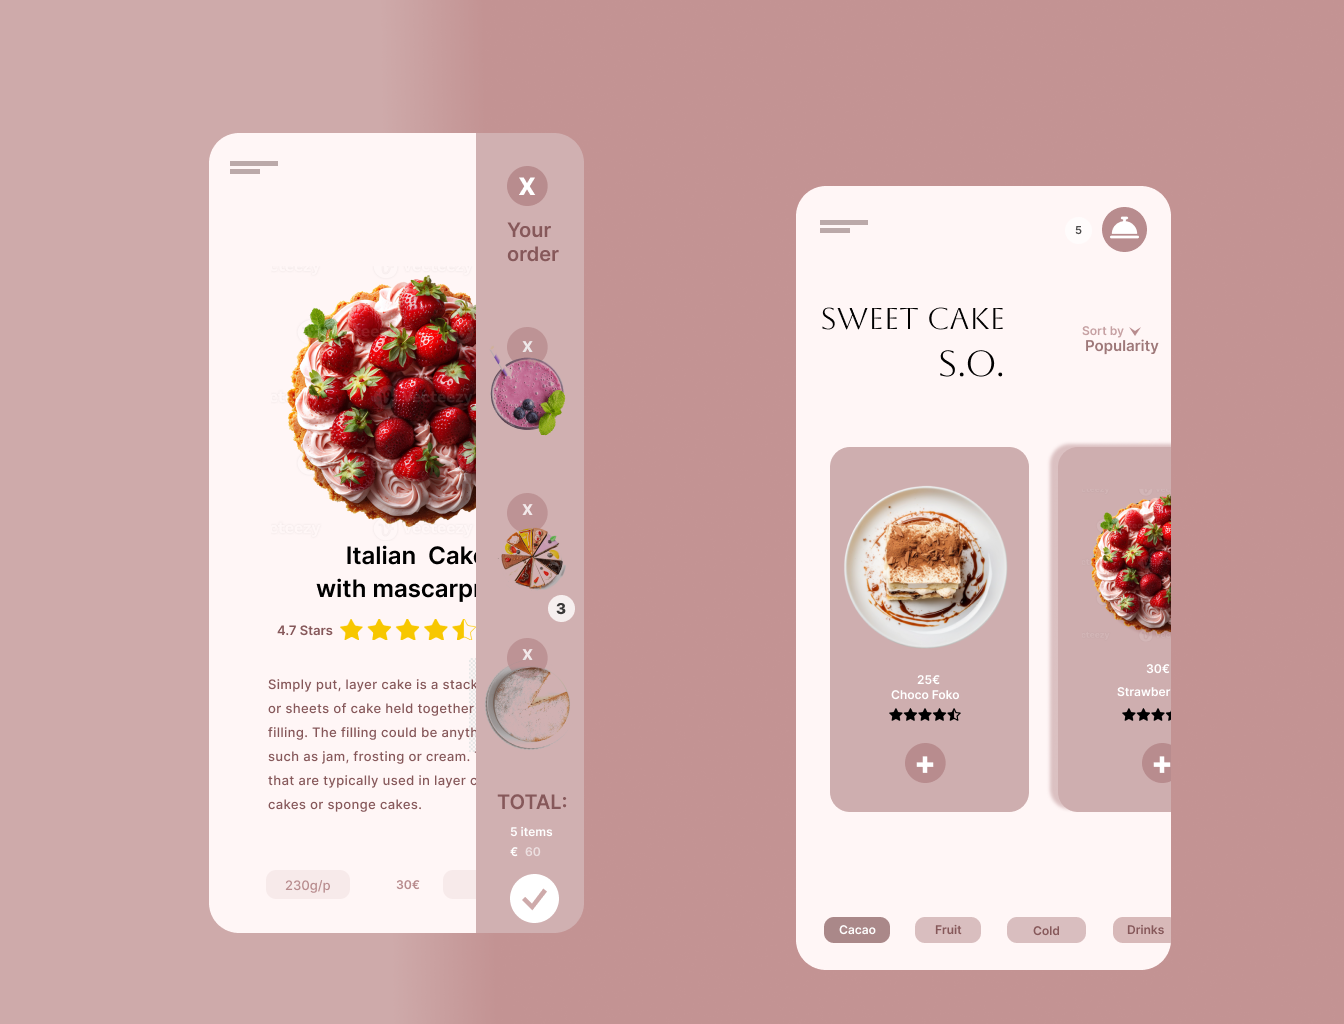 X
Your
order
X
X
3
X
Italian Cake
with mascarp
4.7 Stars
Simply put, layer cake is a stack
or sheets of cake held together
filling. The filling could be anyth
such as jam, frosting or cream.
that are typically used in layer c
cakes or sponge cakes.
230g/p
30€
TOTAL:
5 items
€ 60
5
SWEET CAKE
S.O.
Sort by
Popularity
25€
Choco Foko
+
30€
Strawber
+
Cacao
Fruit
Cold
Drinks